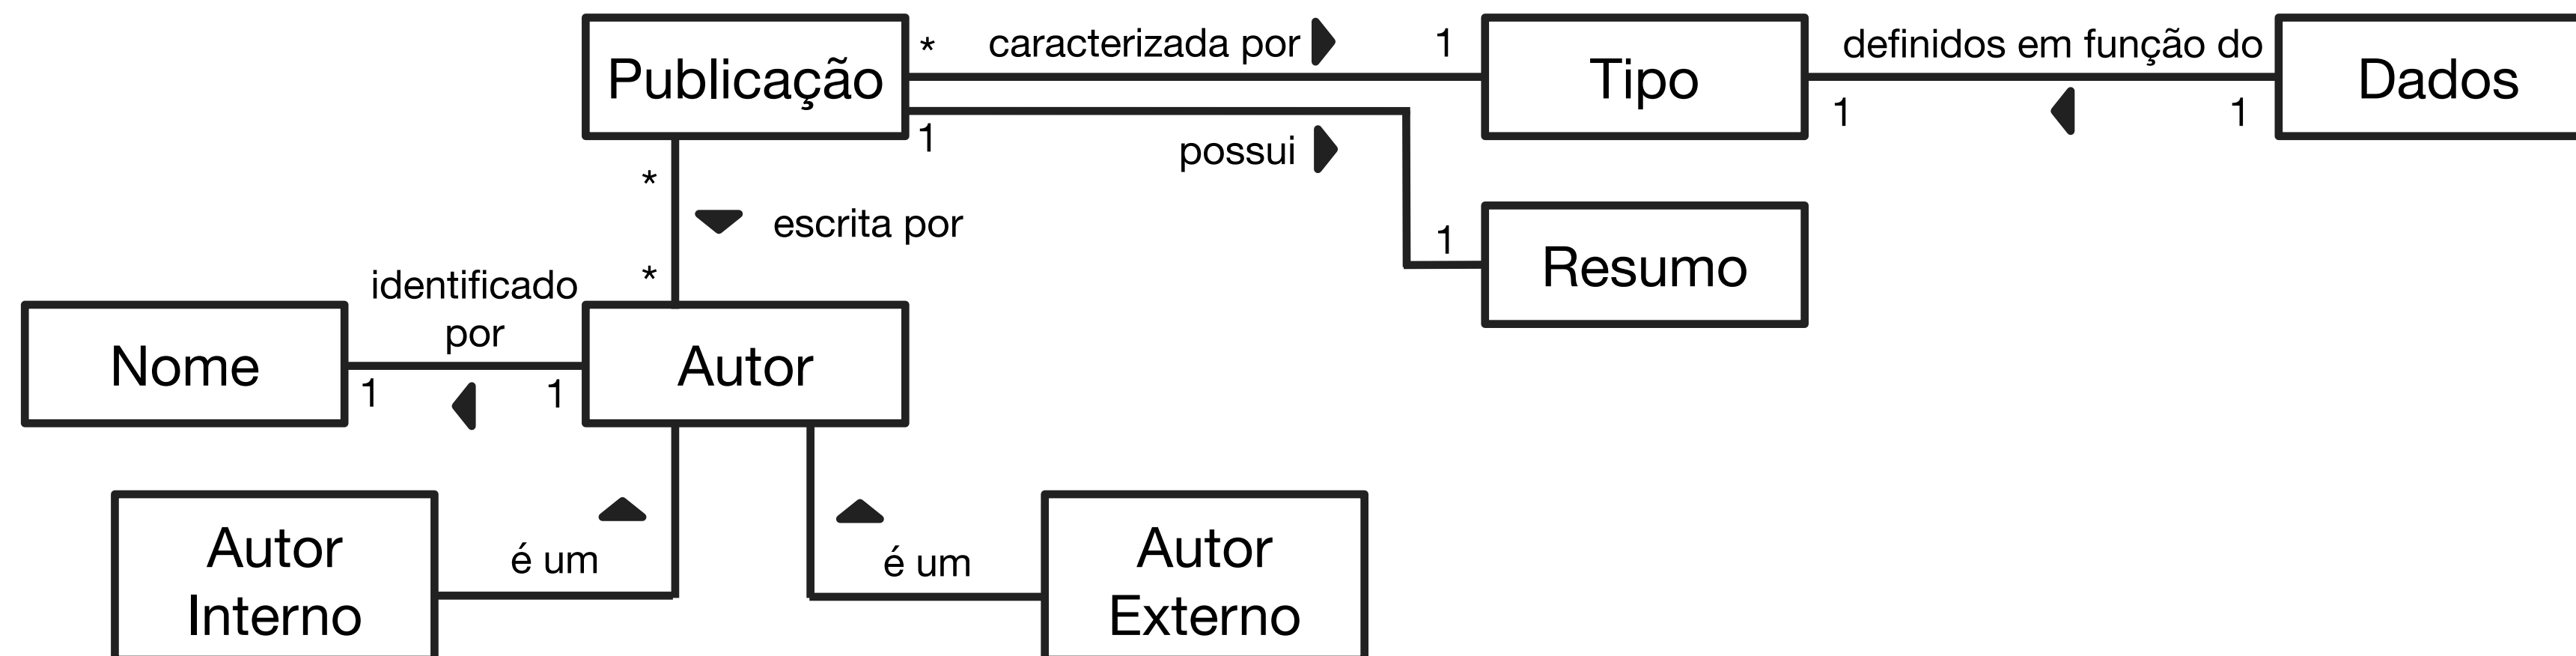 Publicação
*
caracterizada por
1
Tipo
definidos em função do
1
1
Dados
1
possui
1
Resumo
*
escrita por
*
identificado
por
Nome
1
1
Autor
Autor
Interno
é um
é um
Autor
Externo